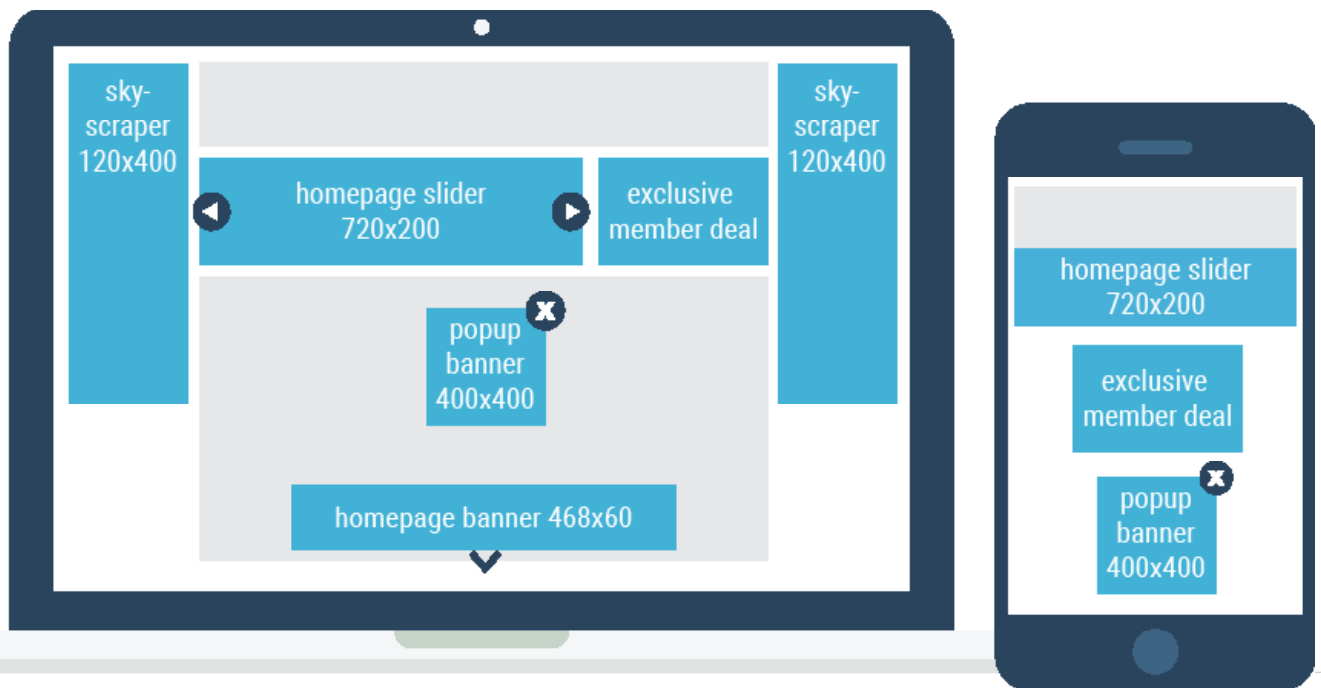 sky-
scraper
120x400
homepage slider
720x200
exclusive
member deal
sky-
scraper
120x400
popup
banner
400x400
X
homepage banner 468x60
homepage slider
720x200
exclusive
member deal
X
popup
banner
400x400